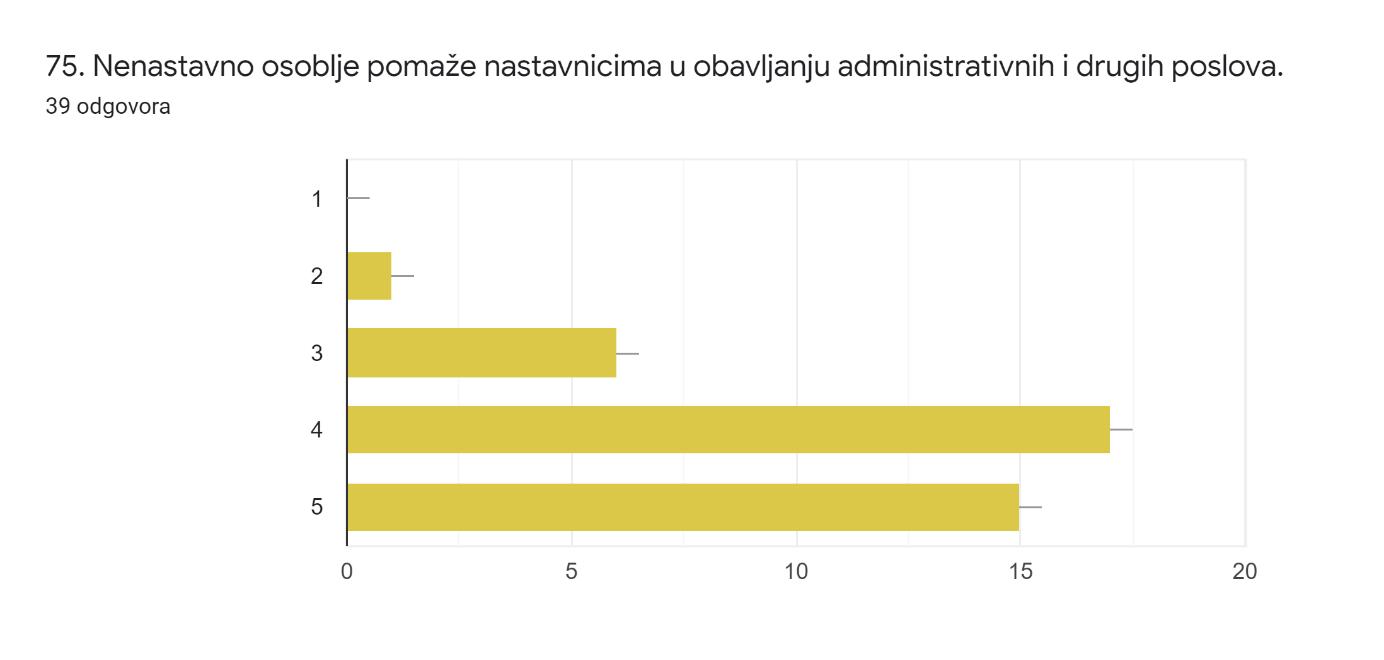 75. Nenastavno osoblje pomaže nastavnicima u obavljanju administrativnih i drugih poslova.
39 odgovora
1
2
3
4
5
0 5 10 15 20